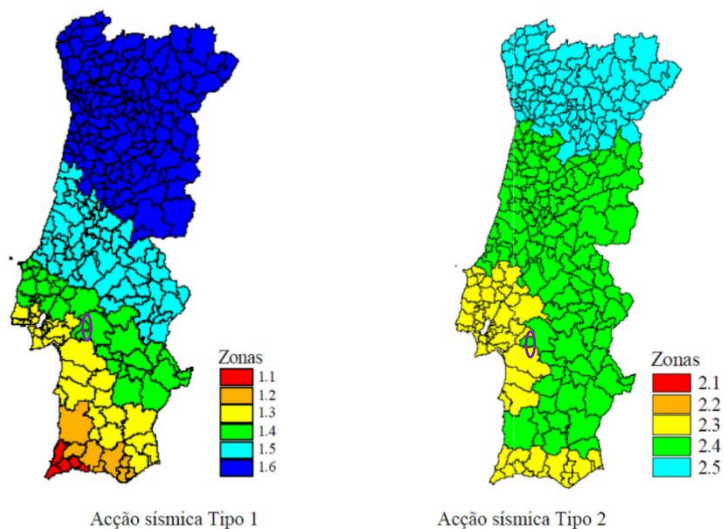 Zonas
1.1
1.2
1.3
1.4
1.5
1.6
Acção sísmica Tipo 1
Zonas
2.1
2.2
2.3
2.4
2.5
Acção sísmica Tipo 2